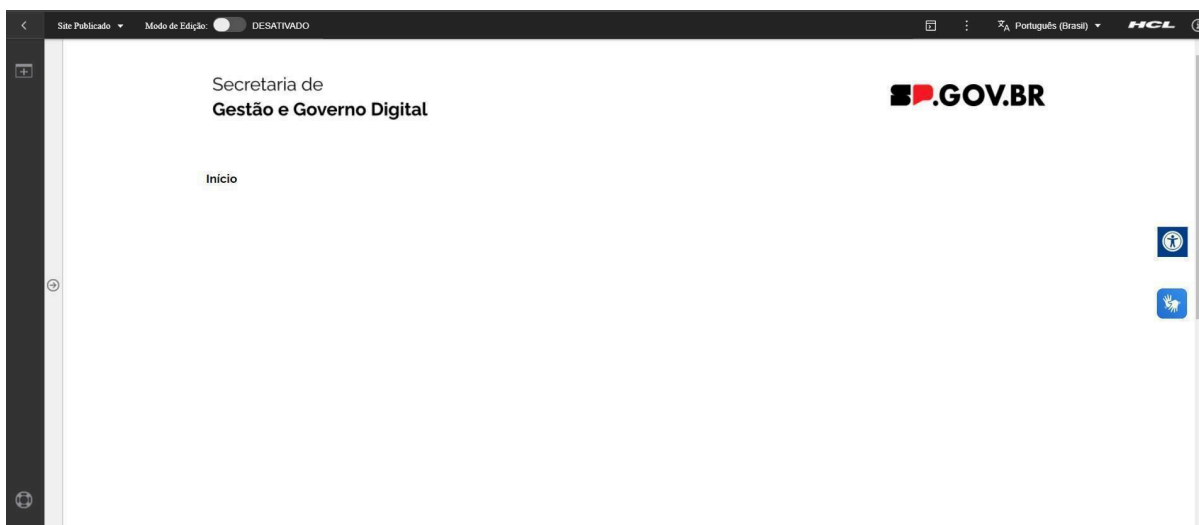 Site Publicado Modo de Edição: DESATIVADO Português (Brasil) HCL
Secretaria de
Gestão e Governo Digital
SP.GOV.BR
Início